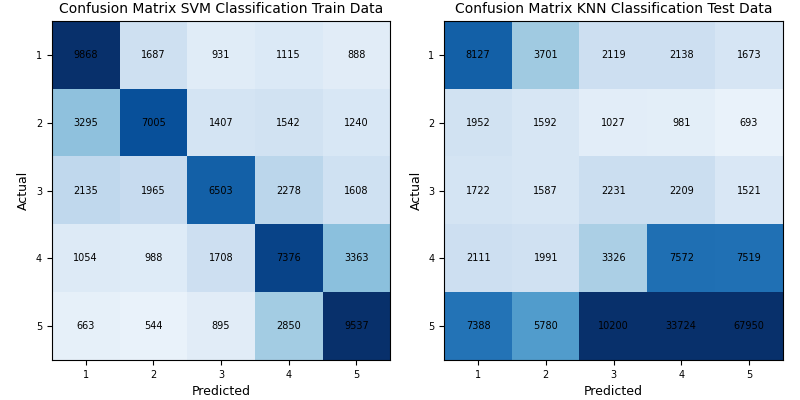 Confusion Matrix SVM Classification Train Data
Actual
1 9868 1687 931 1115 888
2 3295 7005 1407 1542 1240
3 2135 1965 6503 2278 1608
4 1054 988 1708 7376 3363
5 663 544 895 2850 9537
1 2 3 4 5
Predicted
Confusion Matrix KNN Classification Test Data
Actual
1 8127 3701 2119 2138 1673
2 1952 1592 1027 981 693
3 1722 1587 2231 2209 1521
4 2111 1991 3326 7572 7519
5 7388 5780 10200 33724 67950
1 2 3 4 5
Predicted